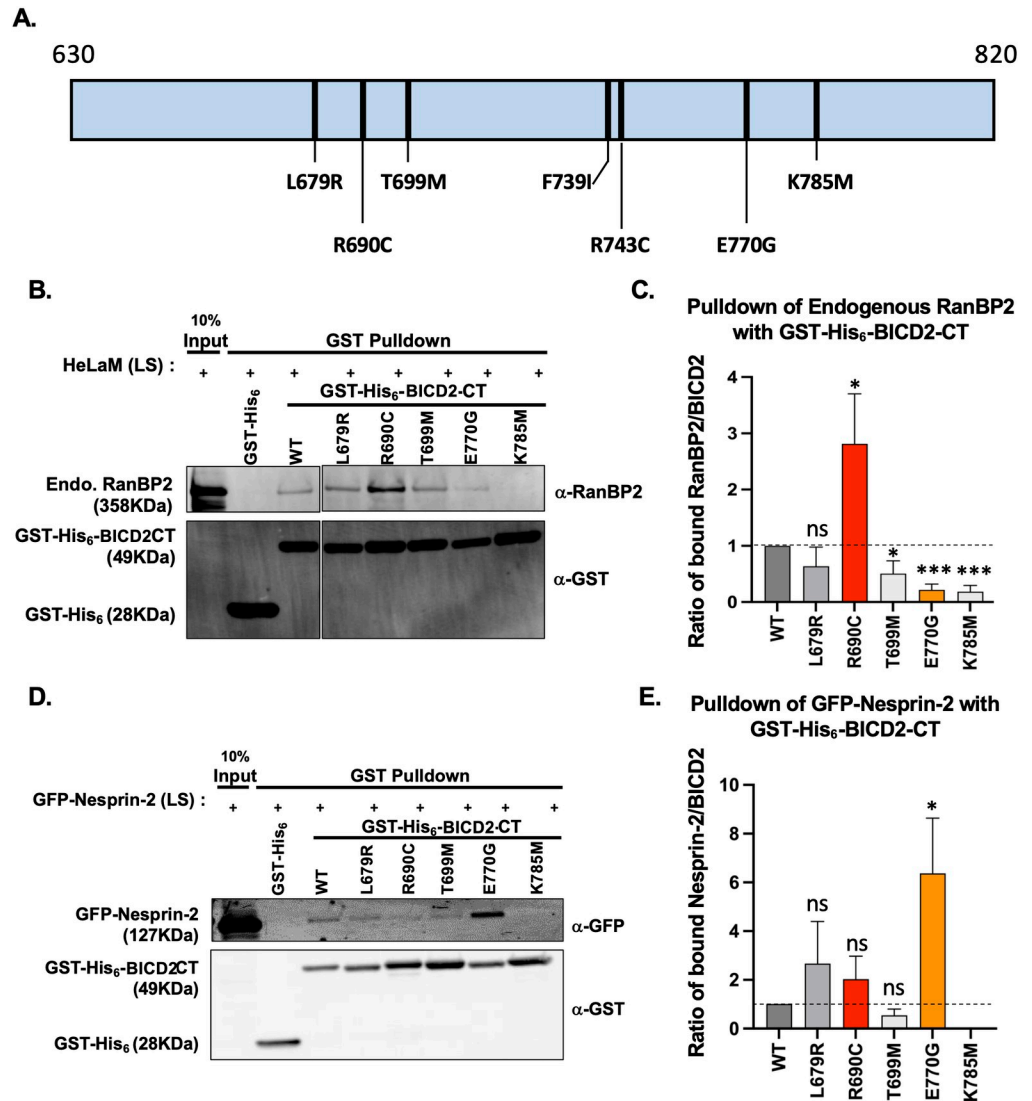 A.
630
820
L679R
T699M
F739I
K785M
R690C
R743C
E770G
B.
10%
Input
GST Pulldown
HeLaM (LS) :
+ + + + + + + +
GST-His₆-BICD2-CT
GST-His₆
WT
L679R
R690C
T699M
E770G
K785M
Endo. RanBP2
(358KDa)
α-RanBP2
GST-His₆-BICD2CT
(49KDa)
α-GST
GST-His₆ (28KDa)
C.
Pulldown of Endogenous RanBP2
with GST-His₆-BICD2-CT
Ratio of bound RanBP2/BICD2
4
3
2
1
0
ns
*
*
***
***
WT
L679R
R690C
T699M
E770G
K785M
D.
10%
Input
GST Pulldown
GFP-Nesprin-2 (LS) :
+ + + + + + + +
GST-His₆-BICD2-CT
GST-His₆
WT
L679R
R690C
T699M
E770G
K785M
GFP-Nesprin-2
(127KDa)
α-GFP
GST-His₆-BICD2CT
(49KDa)
α-GST
GST-His₆ (28KDa)
E.
Pulldown of GFP-Nesprin-2 with
GST-His₆-BICD2-CT
Ratio of bound Nesprin-2/BICD2
10
8
6
4
2
0
ns
ns
ns
*
WT
L679R
R690C
T699M
E770G
K785M